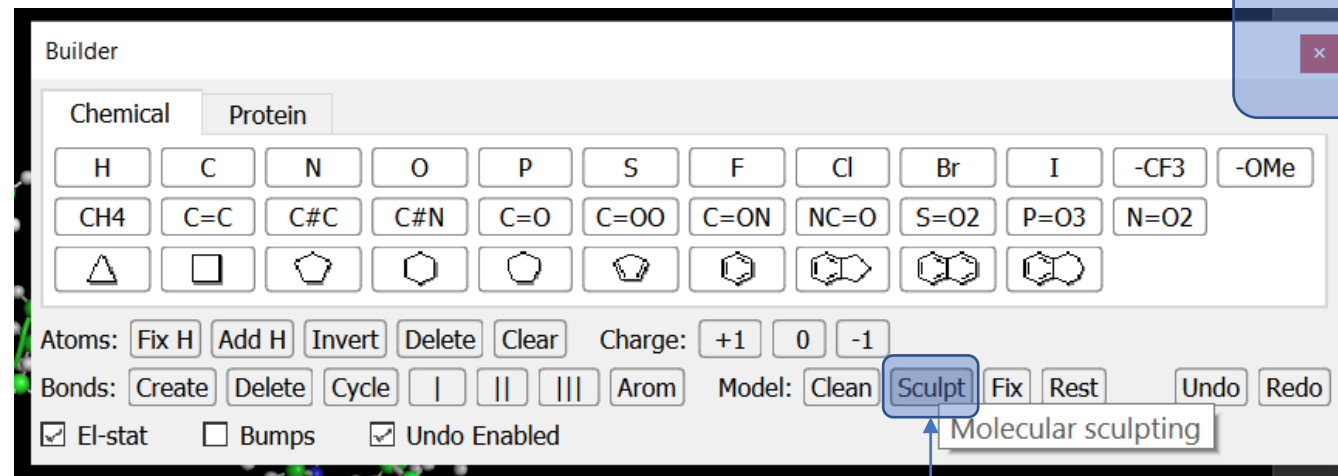 Builder
×
Chemical Protein
H C N O P S F Cl Br I -CF3 -OMe
CH4 C=C C#C C#N C=O C=OO C=ON NC=O S=O2 P=O3 N=O2
Atoms: Fix H Add H Invert Delete Clear Charge: +1 0 -1
Bonds: Create Delete Cycle | || ||| Arom Model: Clean Sculpt Fix Rest Undo Redo
El-stat Bumps Undo Enabled
Molecular sculpting